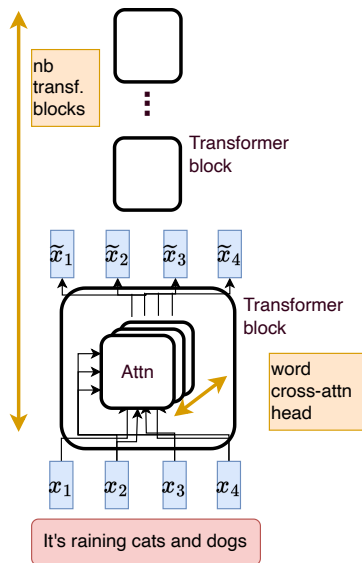 nb
transf.
blocks
Transformer
block
x̃₁ x̃₂ x̃₃ x̃₄
Transformer
block
Attn
word
cross-attn
head
x₁ x₂ x₃ x₄
It's raining cats and dogs